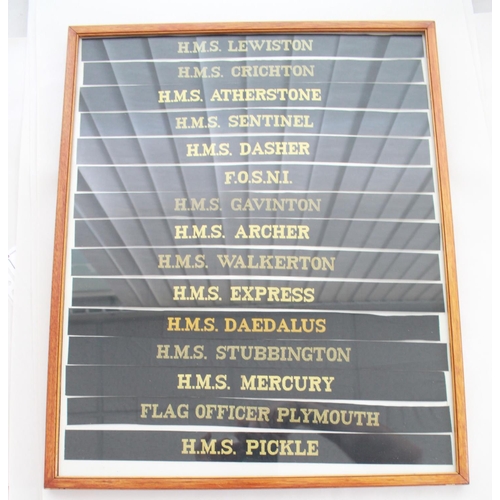 H.M.S. LEWISTON
H.M.S. CRICHTON
H.M.S. ATHERSTONE
H.M.S. SENTINEL
H.M.S. DASHER
F.O.S.N.I.
H.M.S. GAVINTON
H.M.S. ARCHER
H.M.S. WALKERTON
H.M.S. EXPRESS
H.M.S. DAEDALUS
H.M.S. STUBBINGTON
H.M.S. MERCURY
FLAG OFFICER PLYMOUTH
H.M.S. PICKLE